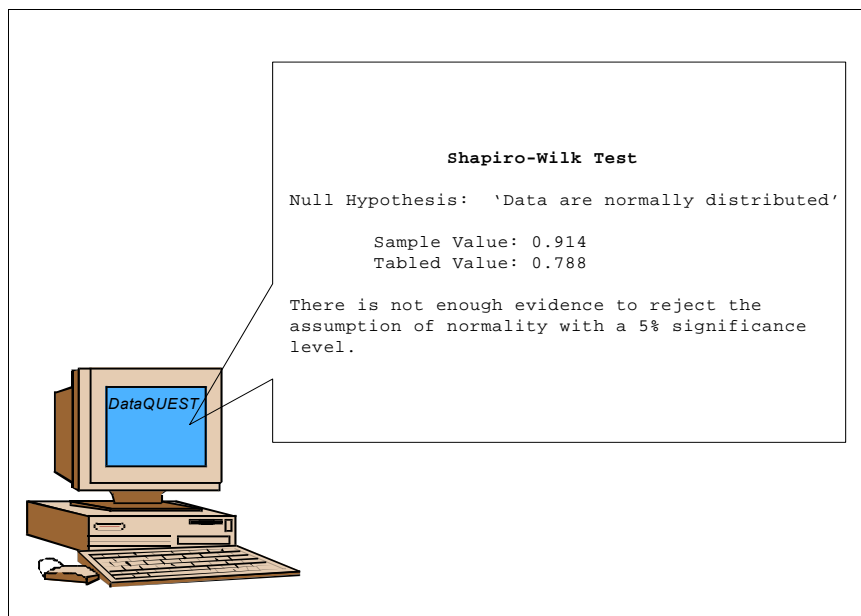 Shapiro-Wilk Test
Null Hypothesis: ‘Data are normally distributed’
Sample Value: 0.914
Tabled Value: 0.788
There is not enough evidence to reject the
assumption of normality with a 5% significance
level.
DataQUEST